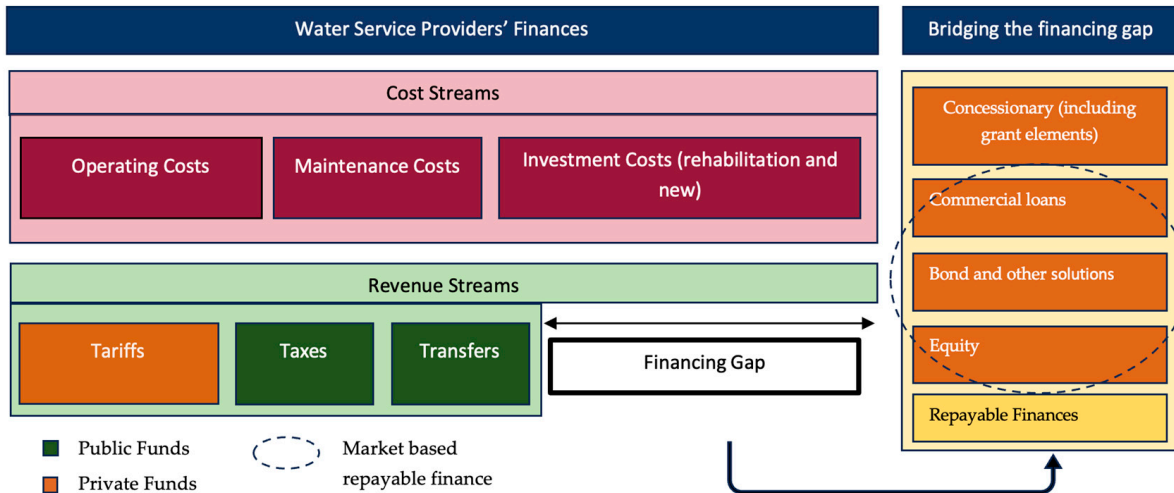 Water Service Providers' Finances
Bridging the financing gap
Cost Streams
Operating Costs
Maintenance Costs
Investment Costs (rehabilitation and
new)
Revenue Streams
Tariffs
Taxes
Transfers
Financing Gap
Concessionary (including
grant elements)
Commercial loans
Bond and other solutions
Equity
Repayable Finances
Public Funds
Private Funds
Market based
repayable finance